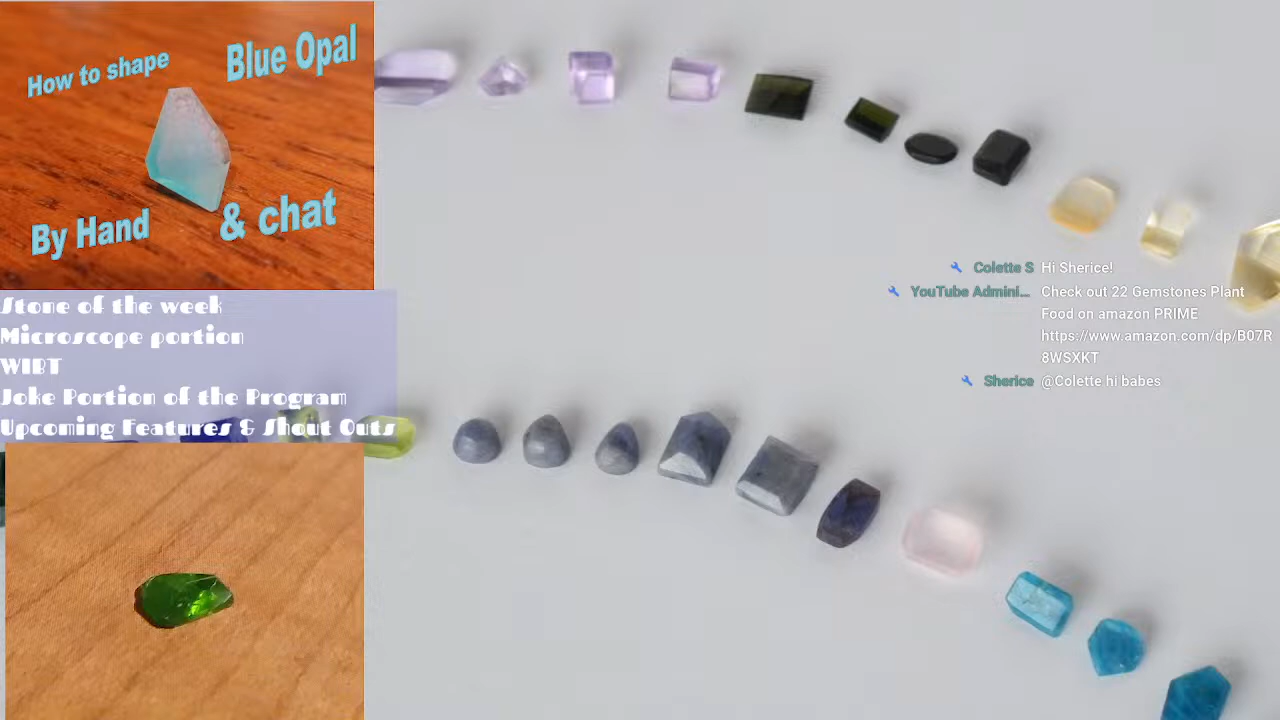 How to shape
Blue Opal
By Hand
& chat
Stone of the week
Microscope portion
WIRT
Joke Portion of the Program
Upcoming Features & Shout Outs
Colette S Hi Sherice!
YouTube Admini... Check out 22 Gemstones Plant
Food on amazon PRIME
https://www.amazon.com/dp/B07R
8WSXKT
Sherice @Colette hi babes